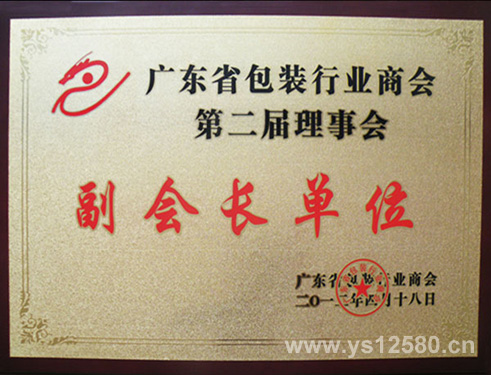 广东省包装行业商会
第二届理事会
副会长单位
广东省包装行业商会
二〇一三年四月十八日
www.ys12580.cn